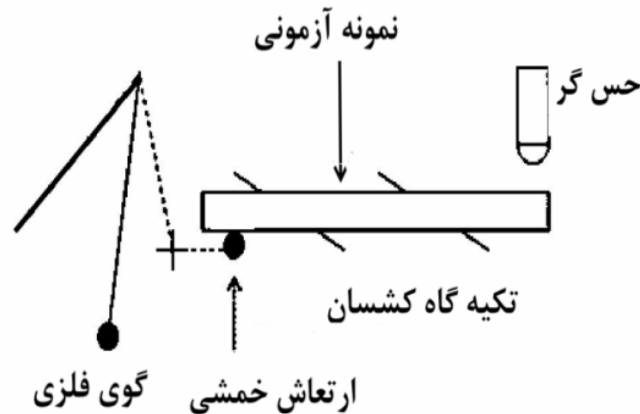 نمونه آزمونی
حس گر
تکیه گاه کشسان
گوی فلزی
ارتعاش خمشی